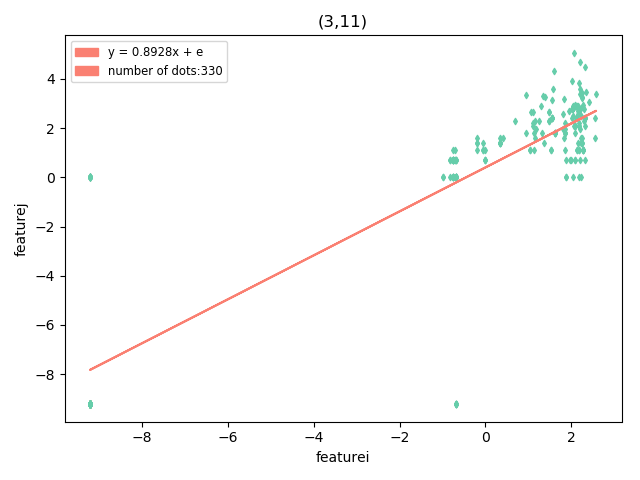 (3,11)
y = 0.8928x + e
number of dots:330
4
2
0
−2
−4
−6
−8
featurej
−8 −6 −4 −2 0 2
featurei